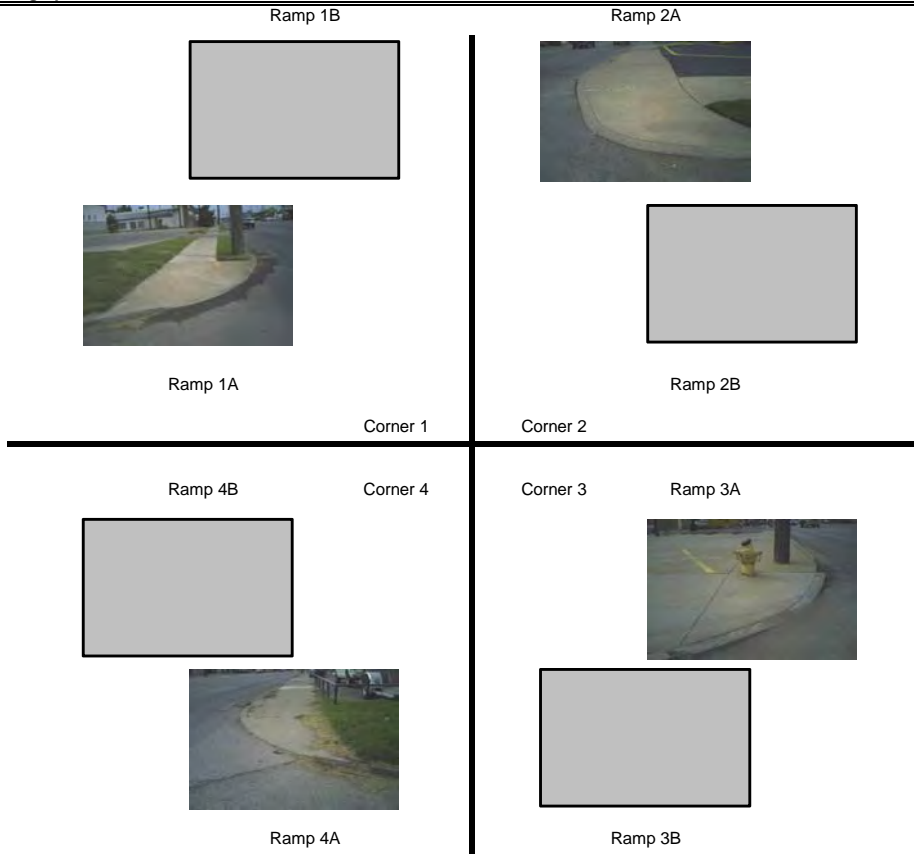 Ramp 1B Ramp 2A
Ramp 1A Ramp 2B
Corner 1 Corner 2
Ramp 4B Corner 4 Corner 3 Ramp 3A
Ramp 4A Ramp 3B